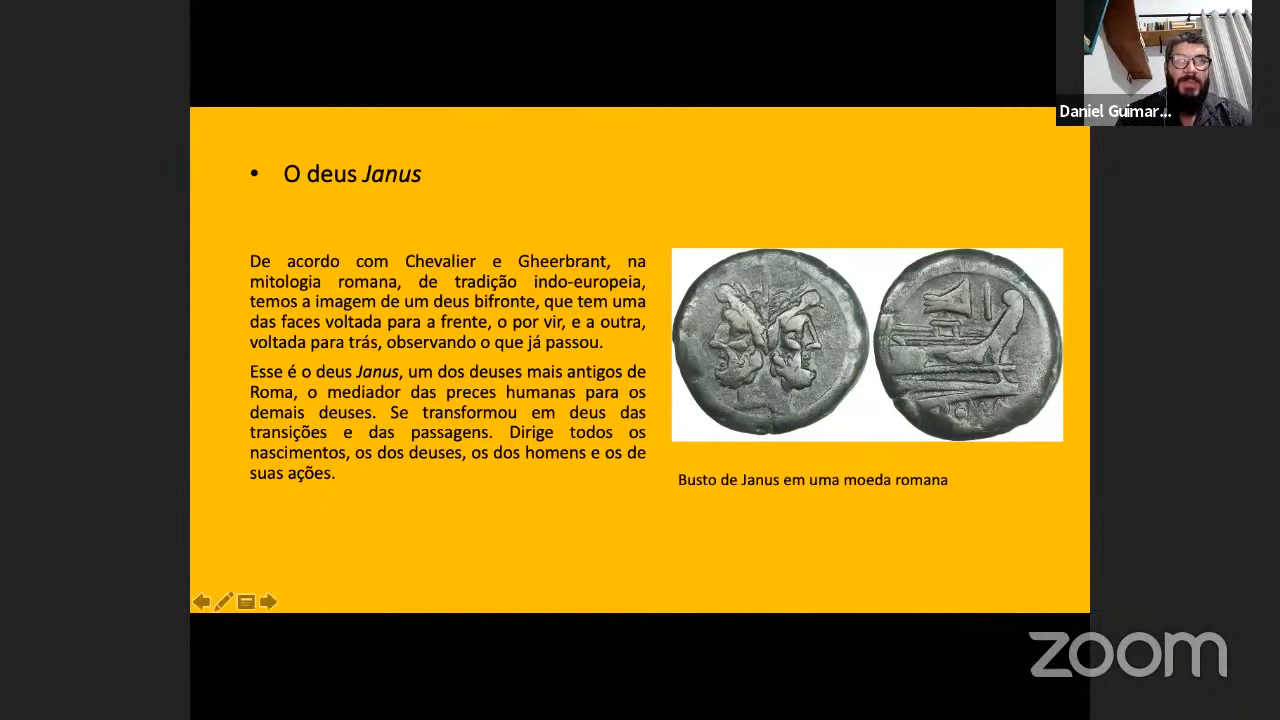 Daniel Guimar...
• O deus Janus
De acordo com Chevalier e Gheerbrant, na
mitologia romana, de tradição indo-europeia,
temos a imagem de um deus bifronte, que tem uma
das faces voltada para a frente, o por vir, e a outra,
voltada para trás, observando o que já passou.
Esse é o deus Janus, um dos deuses mais antigos de
Roma, o mediador das preces humanas para os
demais deuses. Se transformou em deus das
transições e das passagens. Dirige todos os
nascimentos, os dos deuses, os dos homens e os de
suas ações.
Busto de Janus em uma moeda romana
zoom